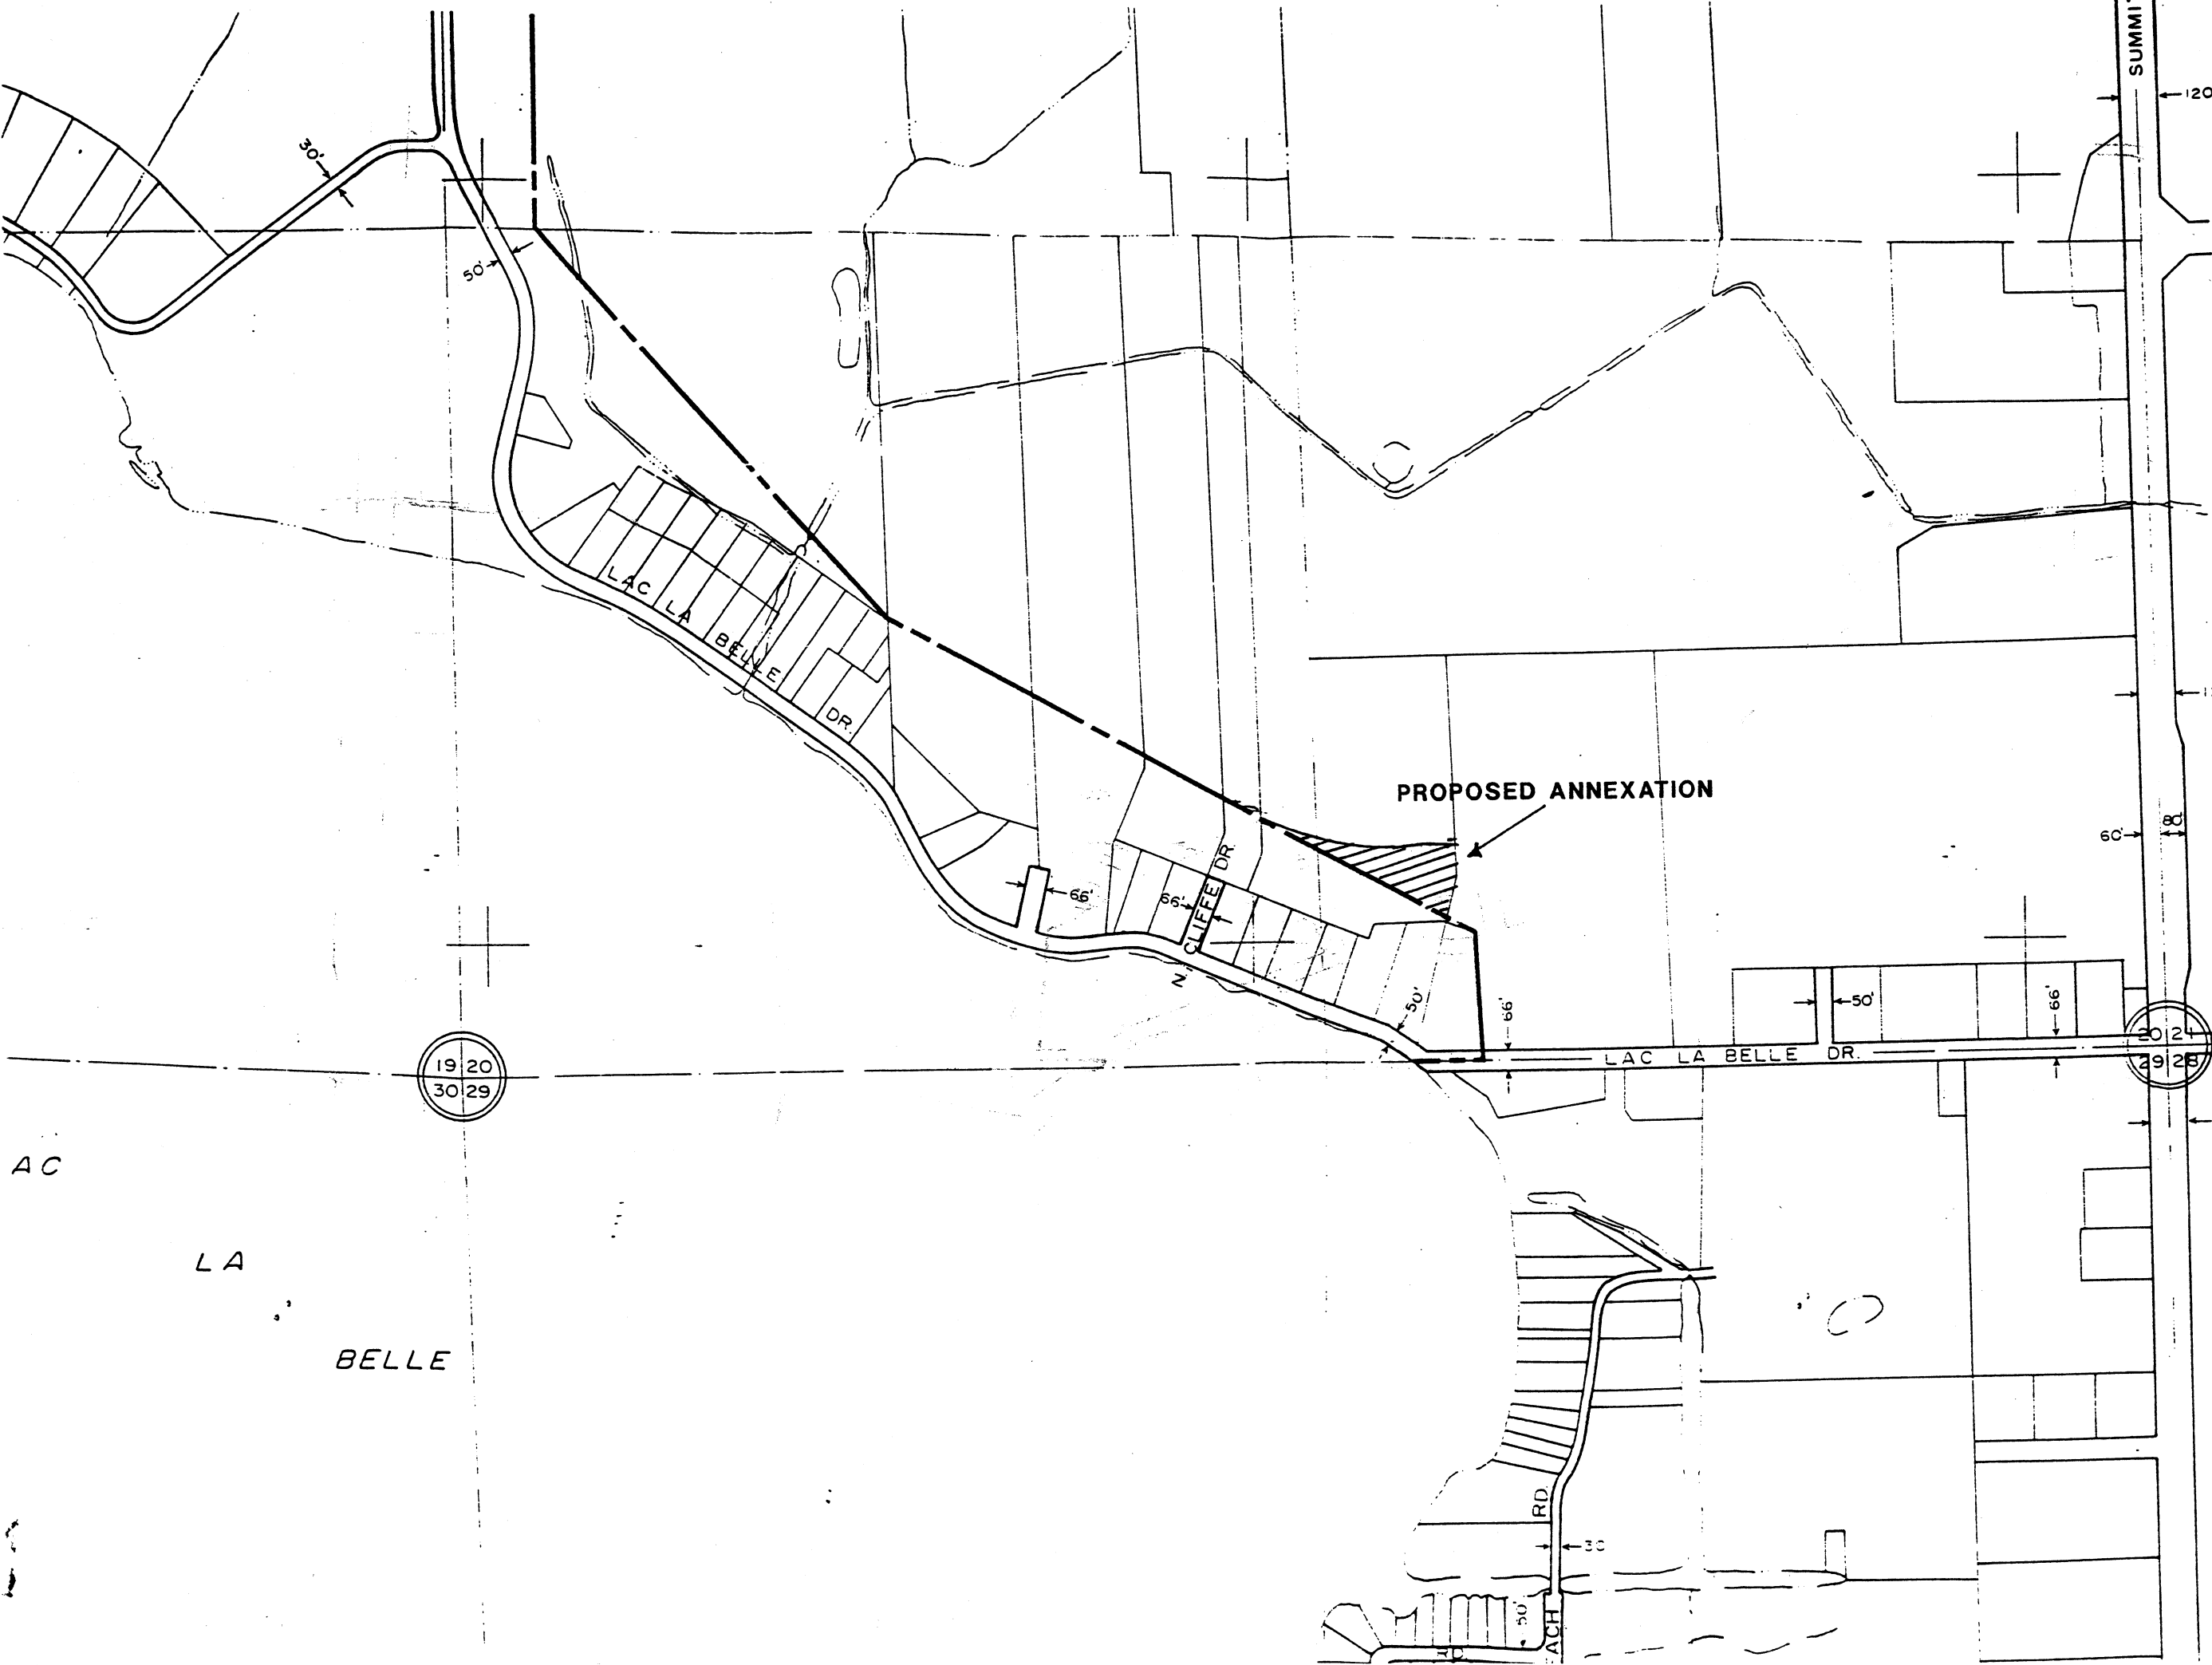 SUMMIT
120
30'
50'
LAC LA BELLE DR.
PROPOSED ANNEXATION
60'
80'
66'
66'
N. CLIFFE DR
50'
66'
50'
66'
LAC LA BELLE DR.
19 20
30 29
20 21
29 28
AC
LA
BELLE
RD.
30
50'
EACH
RD